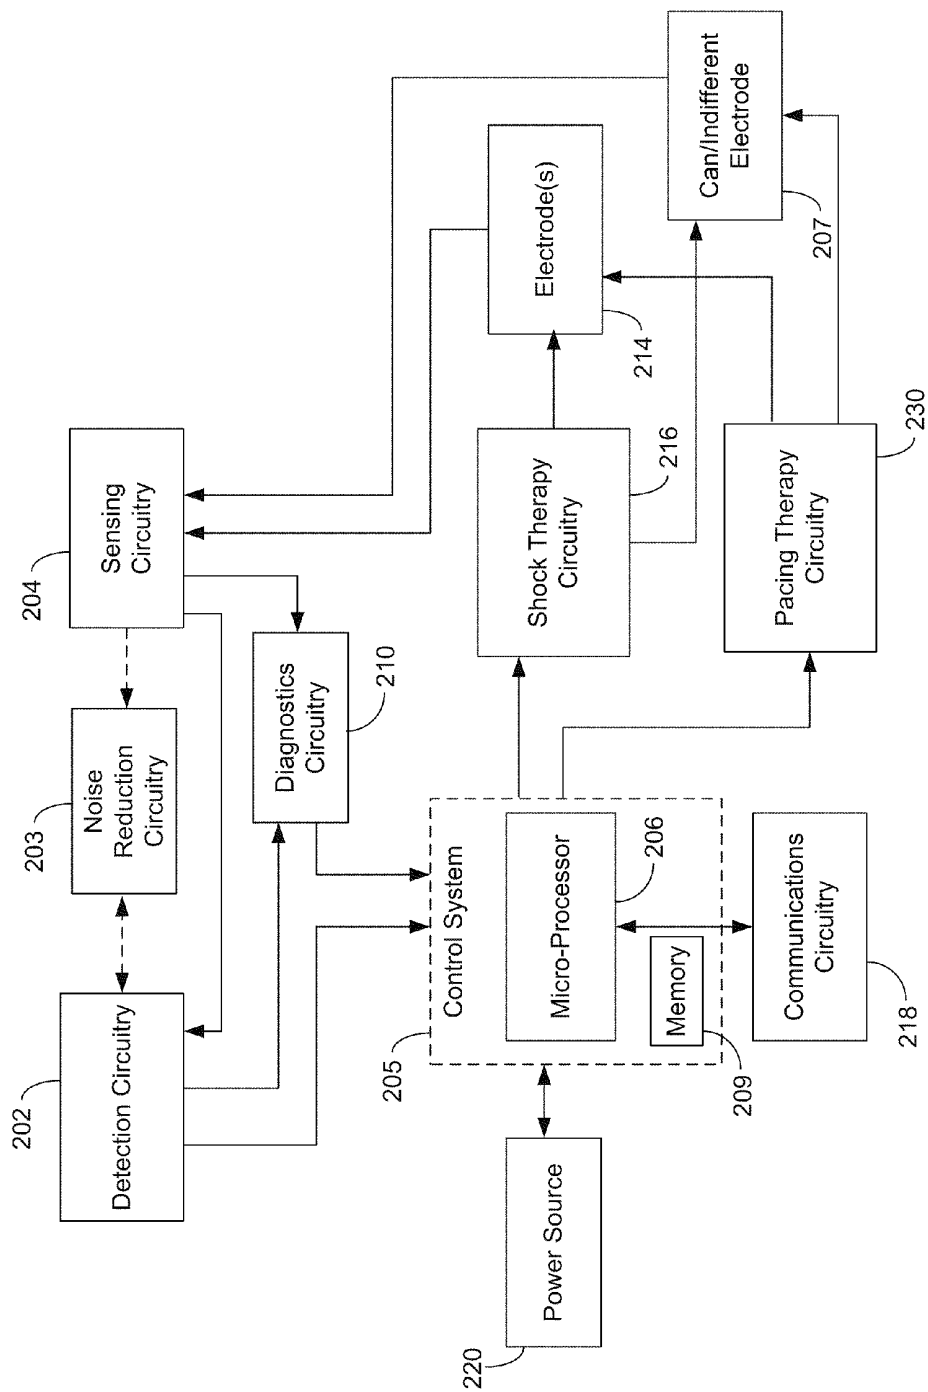 202
Detection Circuitry
203
Noise
Reduction
Circuitry
204
Sensing
Circuitry
Diagnostics
Circuitry
210
205
Control System
Micro-Processor
206
Memory
209
220
Power Source
Communications
Circuitry
218
Shock Therapy
Circuitry
216
Electrode(s)
214
Pacing Therapy
Circuitry
230
Can/Indifferent
Electrode
207